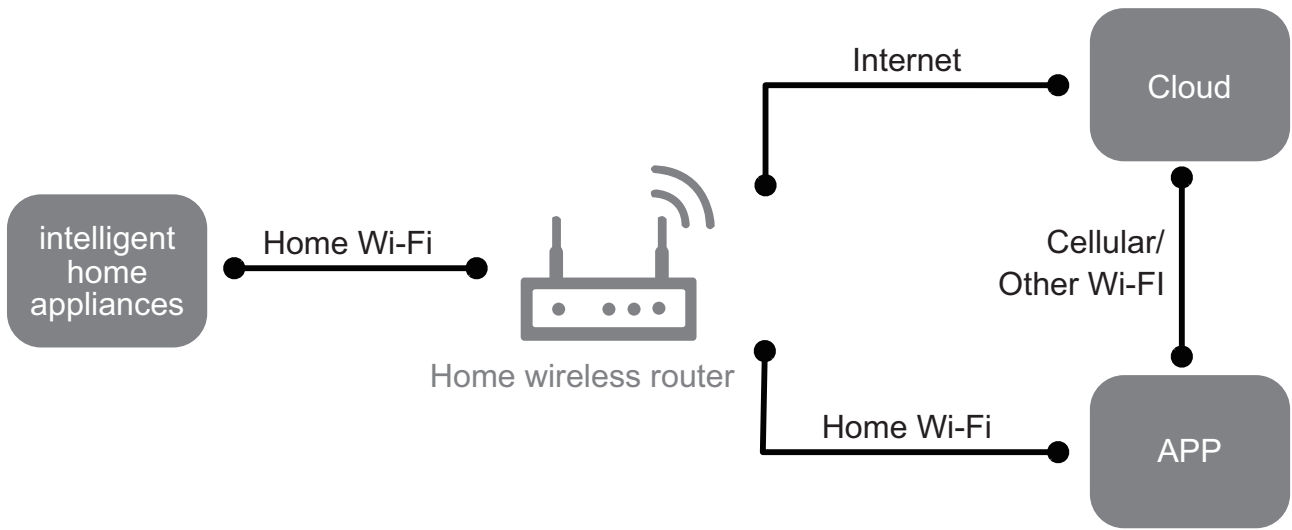 Internet
Cloud
intelligent
home
appliances
Home Wi-Fi
Cellular/
Other Wi-FI
Home wireless router
Home Wi-Fi
APP